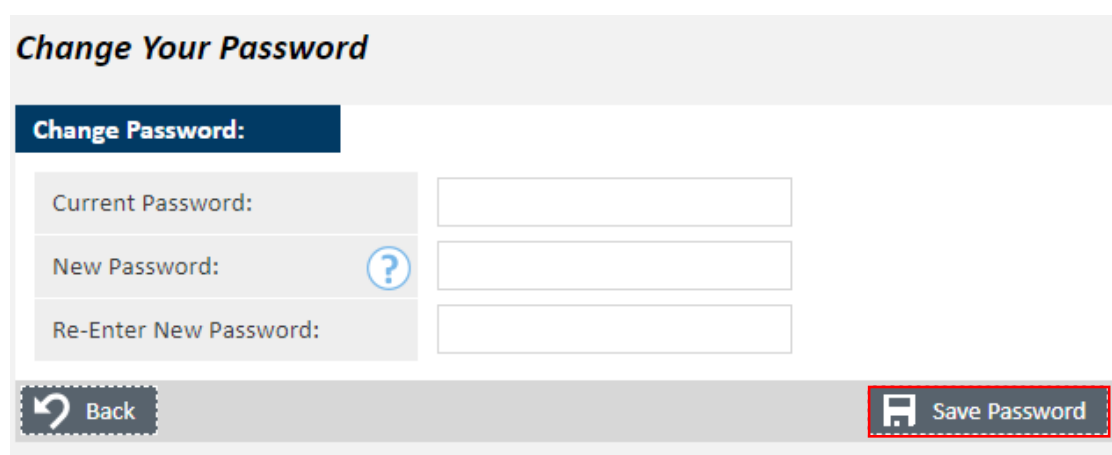 Change Your Password
Change Password:
Current Password:
New Password: ?
Re-Enter New Password:
Back Save Password